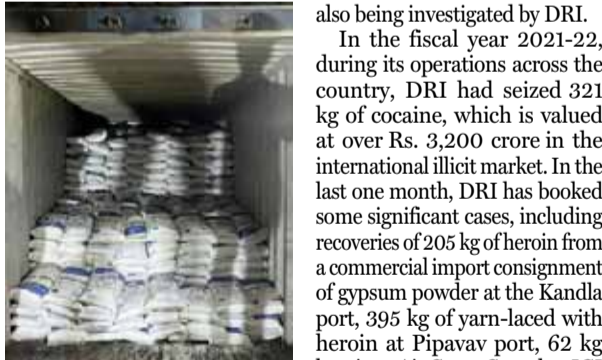 also being investigated by DRI.
In the fiscal year 2021-22,
during its operations across the
country, DRI had seized 321
kg of cocaine, which is valued
at over Rs. 3,200 crore in the
international illicit market. In the
last one month, DRI has booked
some significant cases, including
recoveries of 205 kg of heroin from
a commercial import consignment
of gypsum powder at the Kandla
port, 395 kg of yarn-laced with
heroin at Pipavav port, 62 kg